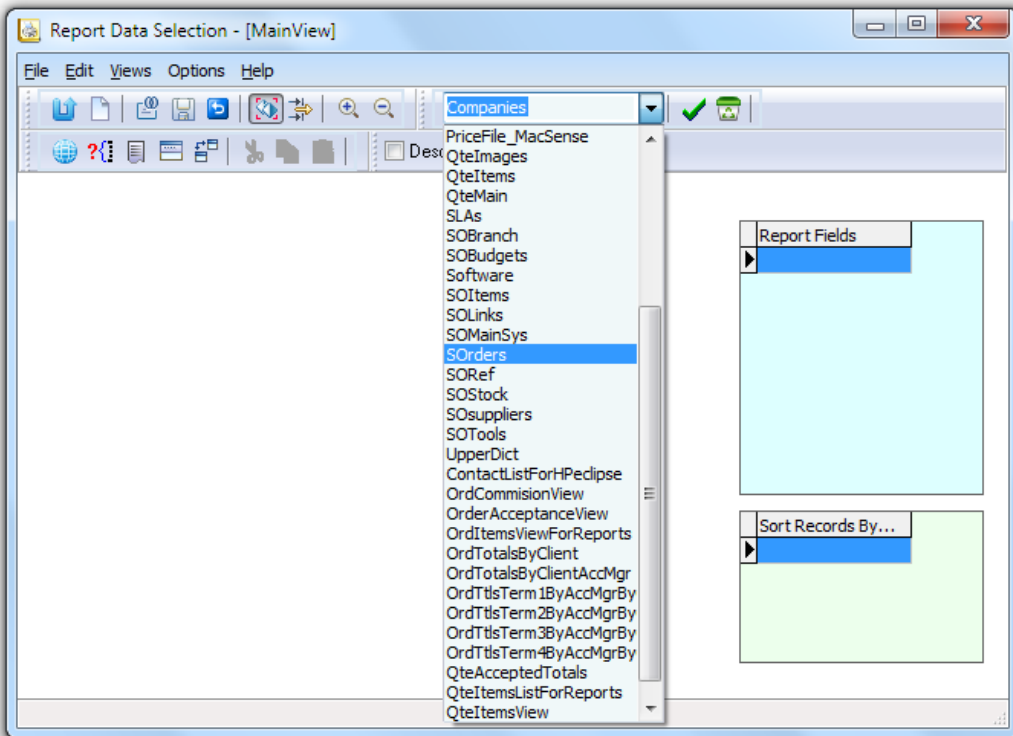 Report Data Selection - [MainView]
File Edit Views Options Help
Companies
Desc
PriceFile_MacSense
QteImages
QteItems
QteMain
SLAs
SOBranch
SOBudgets
Software
SOItems
SOLinks
SOMainSys
SOrders
SORef
SOStock
SOsuppliers
SOTools
UpperDict
ContactListForHPeclipse
OrdCommisionView
OrderAcceptanceView
OrdItemsViewForReports
OrdTotalsByClient
OrdTotalsByClientAccMgr
OrdTtlsTerm1ByAccMgrBy
OrdTtlsTerm2ByAccMgrBy
OrdTtlsTerm3ByAccMgrBy
OrdTtlsTerm4ByAccMgrBy
QteAcceptedTotals
QteItemsListForReports
QteItemsView
Report Fields
Sort Records By...